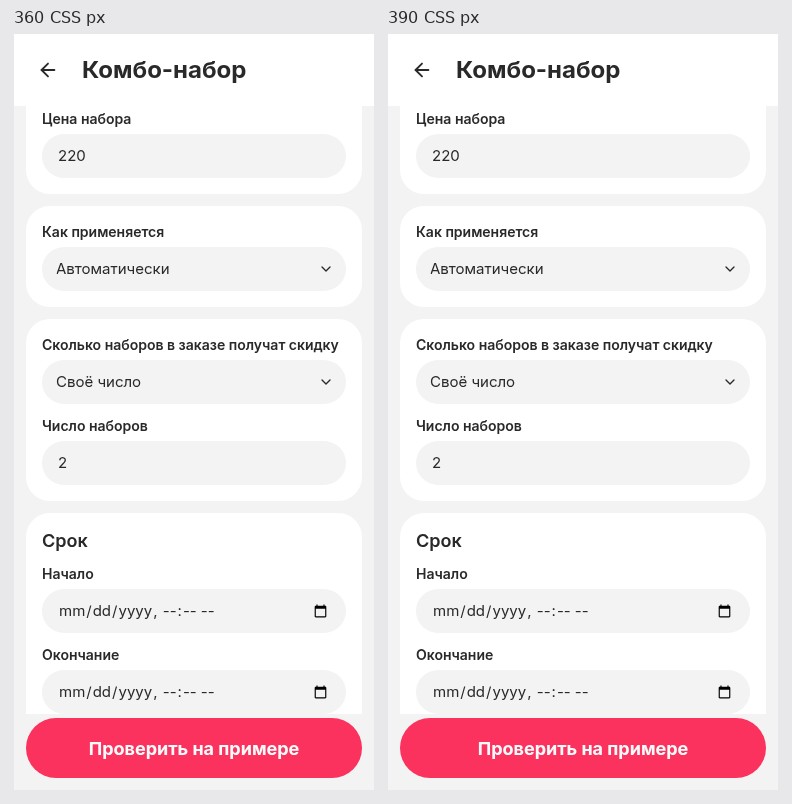 360 CSS px
Комбо-набор
Цена набора
220
Как применяется
Автоматически
Сколько наборов в заказе получат скидку
Своё число
Число наборов
2
Срок
Начало
mm/dd/yyyy, --:-- --
Окончание
mm/dd/yyyy, --:-- --
Проверить на примере
390 CSS px
Комбо-набор
Цена набора
220
Как применяется
Автоматически
Сколько наборов в заказе получат скидку
Своё число
Число наборов
2
Срок
Начало
mm/dd/yyyy, --:-- --
Окончание
mm/dd/yyyy, --:-- --
Проверить на примере